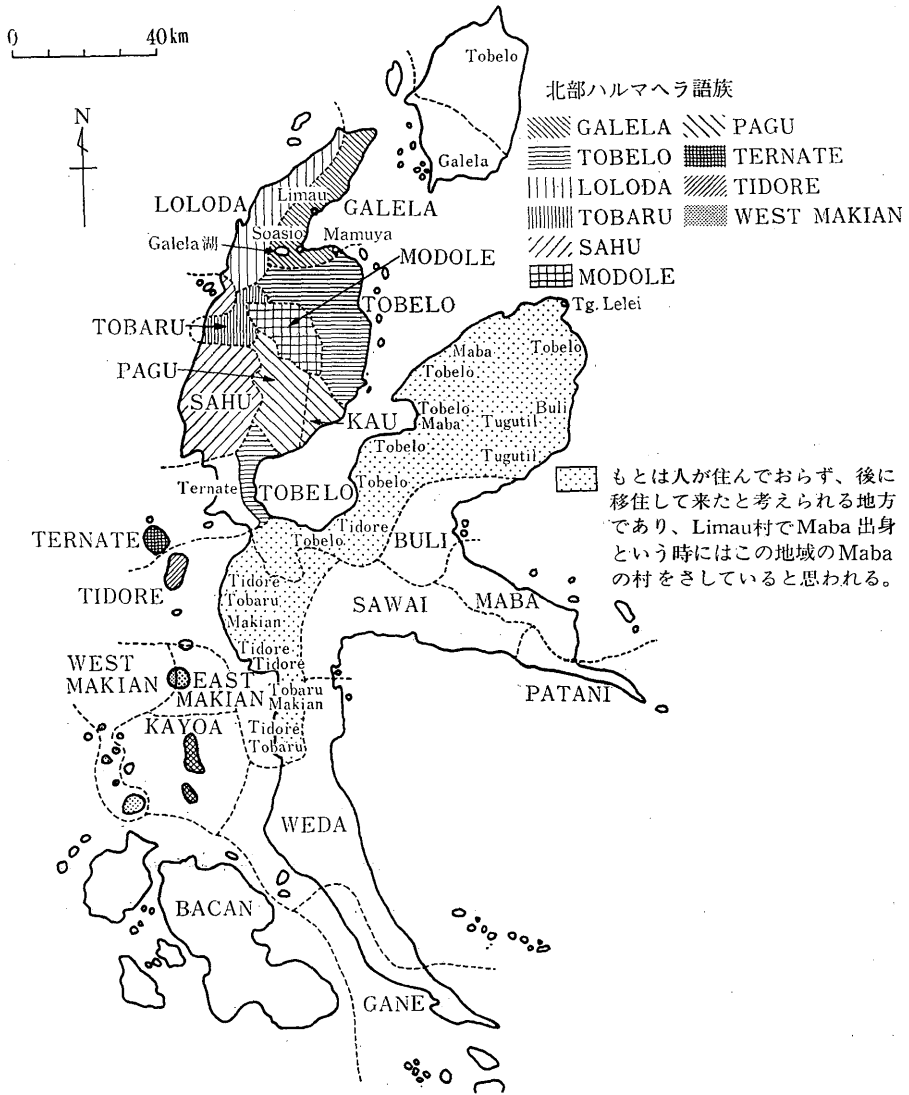 0 40km
N
北部ハルマヘラ語族
GALELA
PAGU
TOBELO
TERNATE
LOLODA
TIDORE
TOBARU
WEST MAKIAN
SAHU
MODOLE
Tobelo
Galela
LOLODA
Limau
GALELA
Soasio
Mamuya
Galela湖
MODOLE
TOBELO
TOBARU
PAGU
SAHU
KAU
Ternate
TOBELO
Tg. Lelei
Tobelo
Maba
Tobelo
Tobelo
Maba
Buli
Tugutil
Tobelo
Tugutil
Tobelo
Tidore
Tobelo
BULI
もとは人が住んでおらず、後に
移住して来たと考えられる地方
であり、Limau村でMaba出身
という時にはこの地域のMaba
の村をさしていると思われる。
TERNATE
TIDORE
Tidore
Tobaru
Makian
Tidore
Tidore
SAWAI
MABA
PATANI
WEST
MAKIAN
EAST
MAKIAN
Tobaru
Makian
KAYOA
Tidore
Tobaru
WEDA
BACAN
GANE